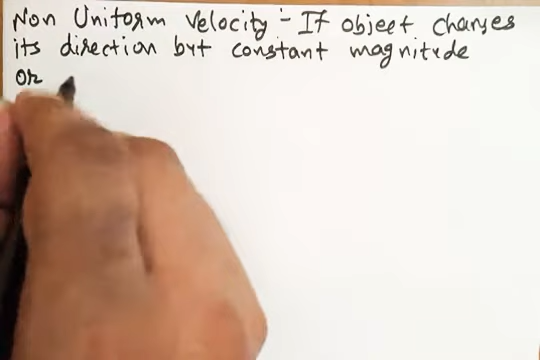 Non Uniform Velocity :- If object changes
its direction but constant magnitude
or